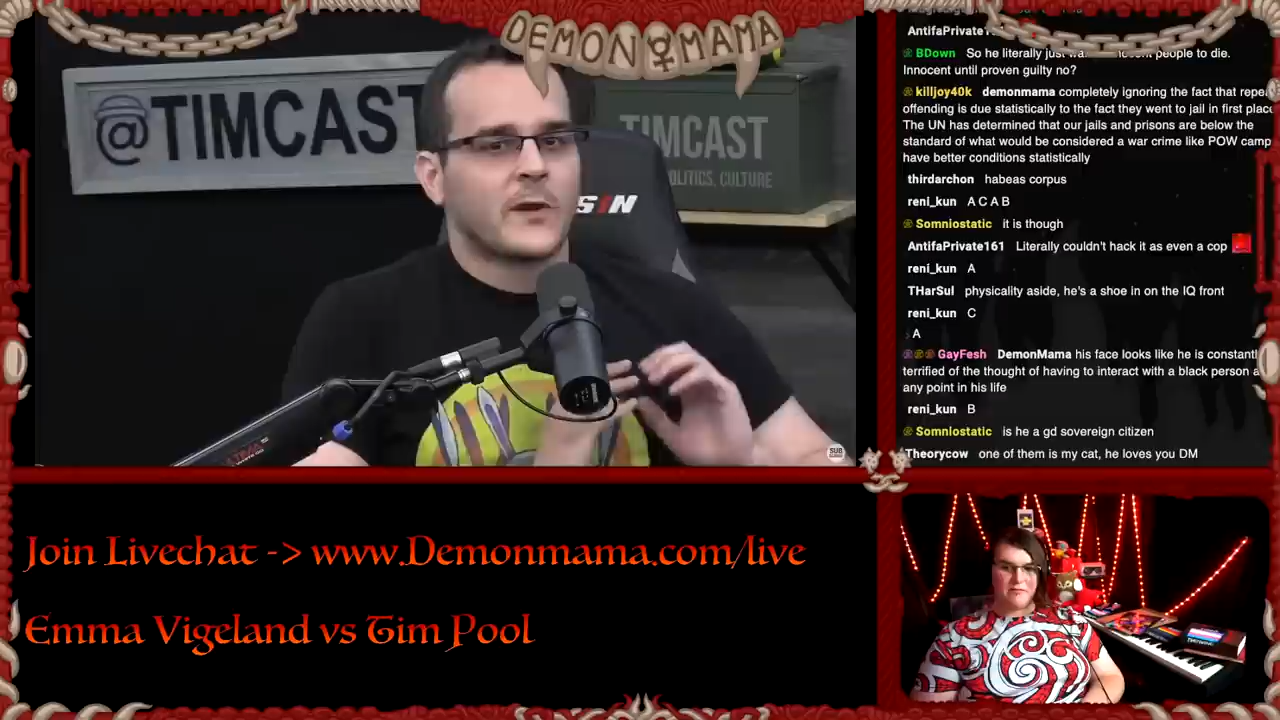 DEMON MAMA
@TIMCAST
TIMCAST
POLITICS, CULTURE
S1N
SUB
AntifaPrivate1
BDown So he literally just people to die.
Innocent until proven guilty no?
killjoy40k demonmama completely ignoring the fact that repe
offending is due statistically to the fact they went to jail in first plac
The UN has determined that our jails and prisons are below the
standard of what would be considered a war crime like POW camp
have better conditions statistically
thirdarchon habeas corpus
reni_kun A C A B
Somniostatic it is though
AntifaPrivate161 Literally couldn't hack it as even a cop
reni_kun A
THarSul physicality aside, he's a shoe in on the IQ front
reni_kun C
A
GayFesh DemonMama his face looks like he is constantl
terrified of the thought of having to interact with a black person a
any point in his life
reni_kun B
Somniostatic is he a gd sovereign citizen
Theorycow one of them is my cat, he loves you DM
Join Livechat -> www.Demonmama.com/live
Emma Vigeland vs Tim Pool